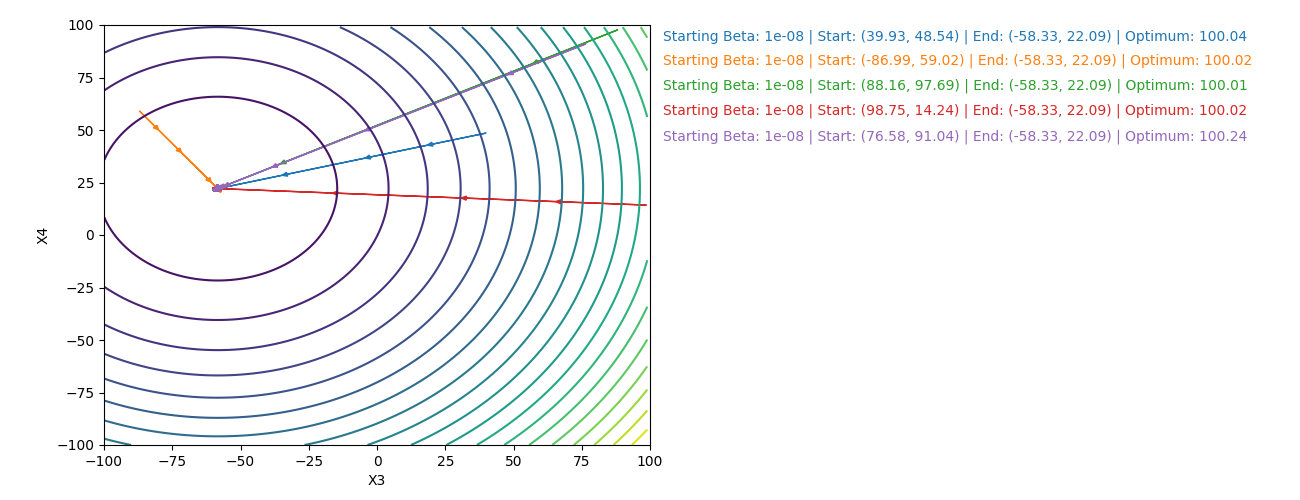 100
75
50
25
0
−25
−50
−75
−100
X4
−100
−75
−50
−25
0
25
50
75
100
X3
Starting Beta: 1e-08 | Start: (39.93, 48.54) | End: (-58.33, 22.09) | Optimum: 100.04
Starting Beta: 1e-08 | Start: (-86.99, 59.02) | End: (-58.33, 22.09) | Optimum: 100.02
Starting Beta: 1e-08 | Start: (88.16, 97.69) | End: (-58.33, 22.09) | Optimum: 100.01
Starting Beta: 1e-08 | Start: (98.75, 14.24) | End: (-58.33, 22.09) | Optimum: 100.02
Starting Beta: 1e-08 | Start: (76.58, 91.04) | End: (-58.33, 22.09) | Optimum: 100.24